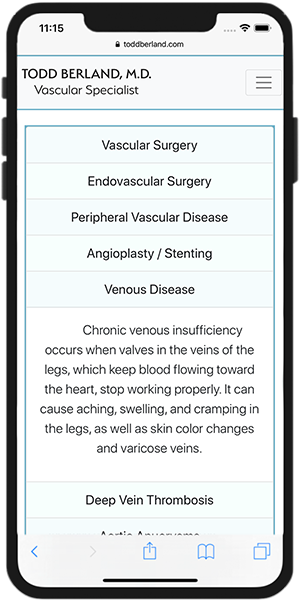 11:15
toddberland.com
TODD BERLAND, M.D.
Vascular Specialist
Vascular Surgery
Endovascular Surgery
Peripheral Vascular Disease
Angioplasty / Stenting
Venous Disease
Chronic venous insufficiency
occurs when valves in the veins of the
legs, which keep blood flowing toward
the heart, stop working properly. It can
cause aching, swelling, and cramping in
the legs, as well as skin color changes
and varicose veins.
Deep Vein Thrombosis